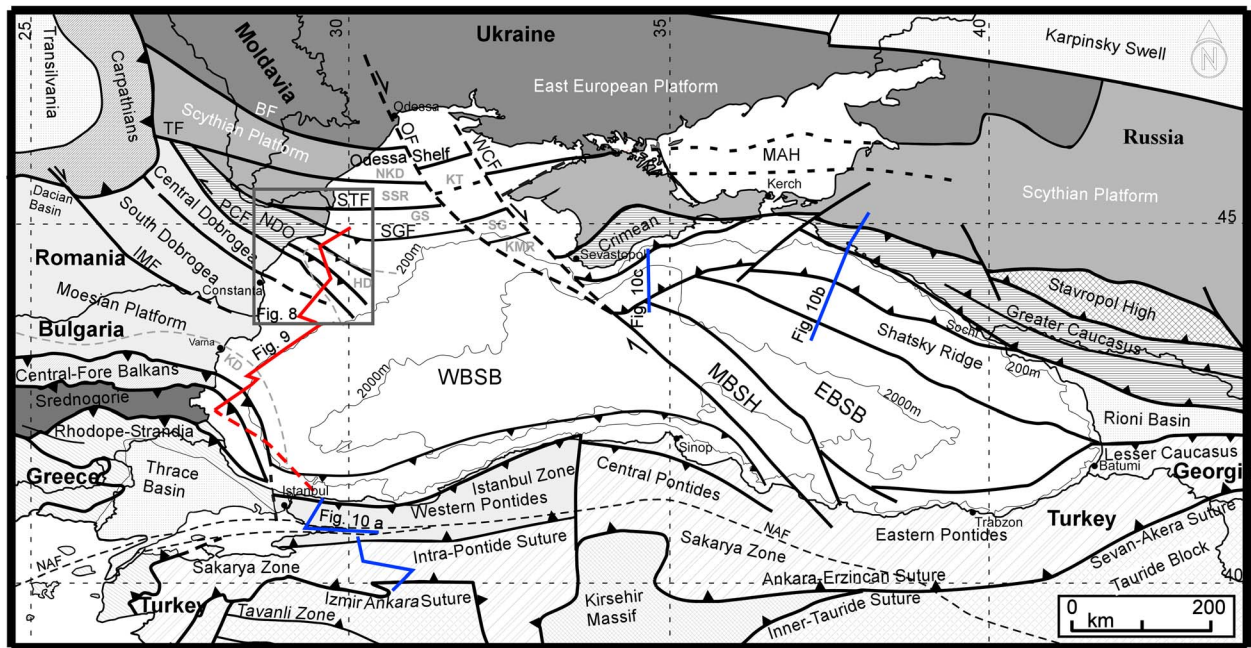 25
30
35
40
Transilvania
Carpathians
Moldavia
Ukraine
Karpinsky Swell
N
East European Platform
Odessa
BF
TF
Scythian Platform
OF
WCF
Odessa Shelf
NKD
KT
MAH
Russia
Kerch
Scythian Platform
Dacian
Basin
Central Dobrogea
South Dobrogea
PCF
NDO
STF
SSR
GS
SGF
SG
KMR
Crimean
Sevastopol
45
Romania
IMF
Constanta
HD
200m
Fig. 8
Fig. 10c
Fig. 10b
Stavropol High
Greater Caucasus
Sochi
Shatsky Ridge
200m
Moesian Platform
Bulgaria
Varna
KD
Fig. 9
Central-Fore Balkans
Srednogorie
WBSB
2000m
MBSH
EBSB
2000m
Rioni Basin
Rhodope-Strandja
Greece
Thrace
Basin
Istanbul
Istanbul Zone
Western Pontides
Central Pontides
Sinop
Lesser Caucasus
Batumi
Georgi
Trabzon
Turkey
Eastern Pontides
Fig. 10 a
NAF
NAF
Sakarya Zone
Intra-Pontide Suture
Sakarya Zone
Sevan-Akera Suture
Tauride Block
40
Turkey
Tavanli Zone
Izmir Ankara Suture
Kirsehir
Massif
Ankara-Erzincan Suture
Inner-Tauride Suture
0 200
km